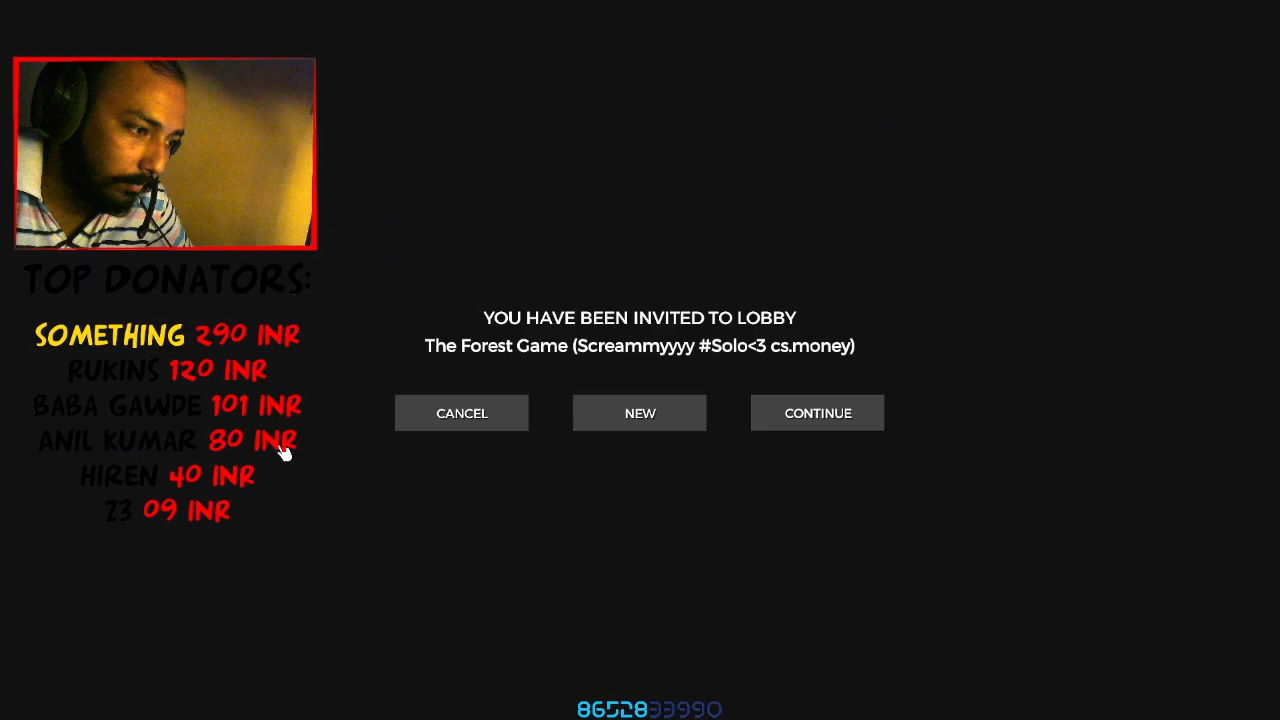 TOP DONATORS:
SOMETHING 290 INR
RUKINS 120 INR
BABA GAWDE 101 INR
ANIL KUMAR 80 INR
HIREN 40 INR
Z3 09 INR
YOU HAVE BEEN INVITED TO LOBBY
The Forest Game (Screammyyyy #Solo<3 cs.money)
CANCEL NEW CONTINUE
8652833990